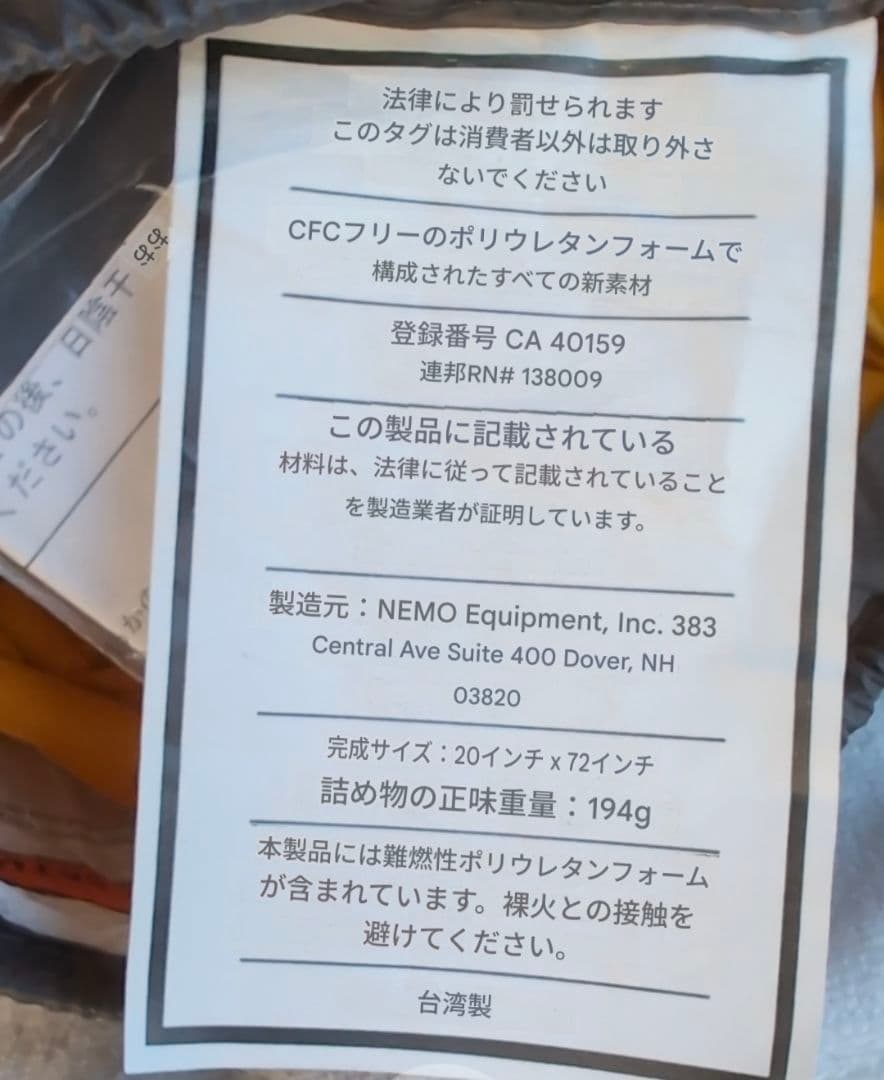 法律により罰せられます
このタグは消費者以外は取り外さ
ないでください
CFCフリーのポリウレタンフォームで
構成されたすべての新素材
登録番号 CA 40159
連邦RN# 138009
この製品に記載されている
材料は、法律に従って記載されていること
を製造業者が証明しています。
製造元：NEMO Equipment, Inc. 383
Central Ave Suite 400 Dover, NH
03820
完成サイズ：20インチ x 72インチ
詰め物の正味重量：194g
本製品には難燃性ポリウレタンフォーム
が含まれています。裸火との接触を
避けてください。
台湾製
の後、日陰干
ください。